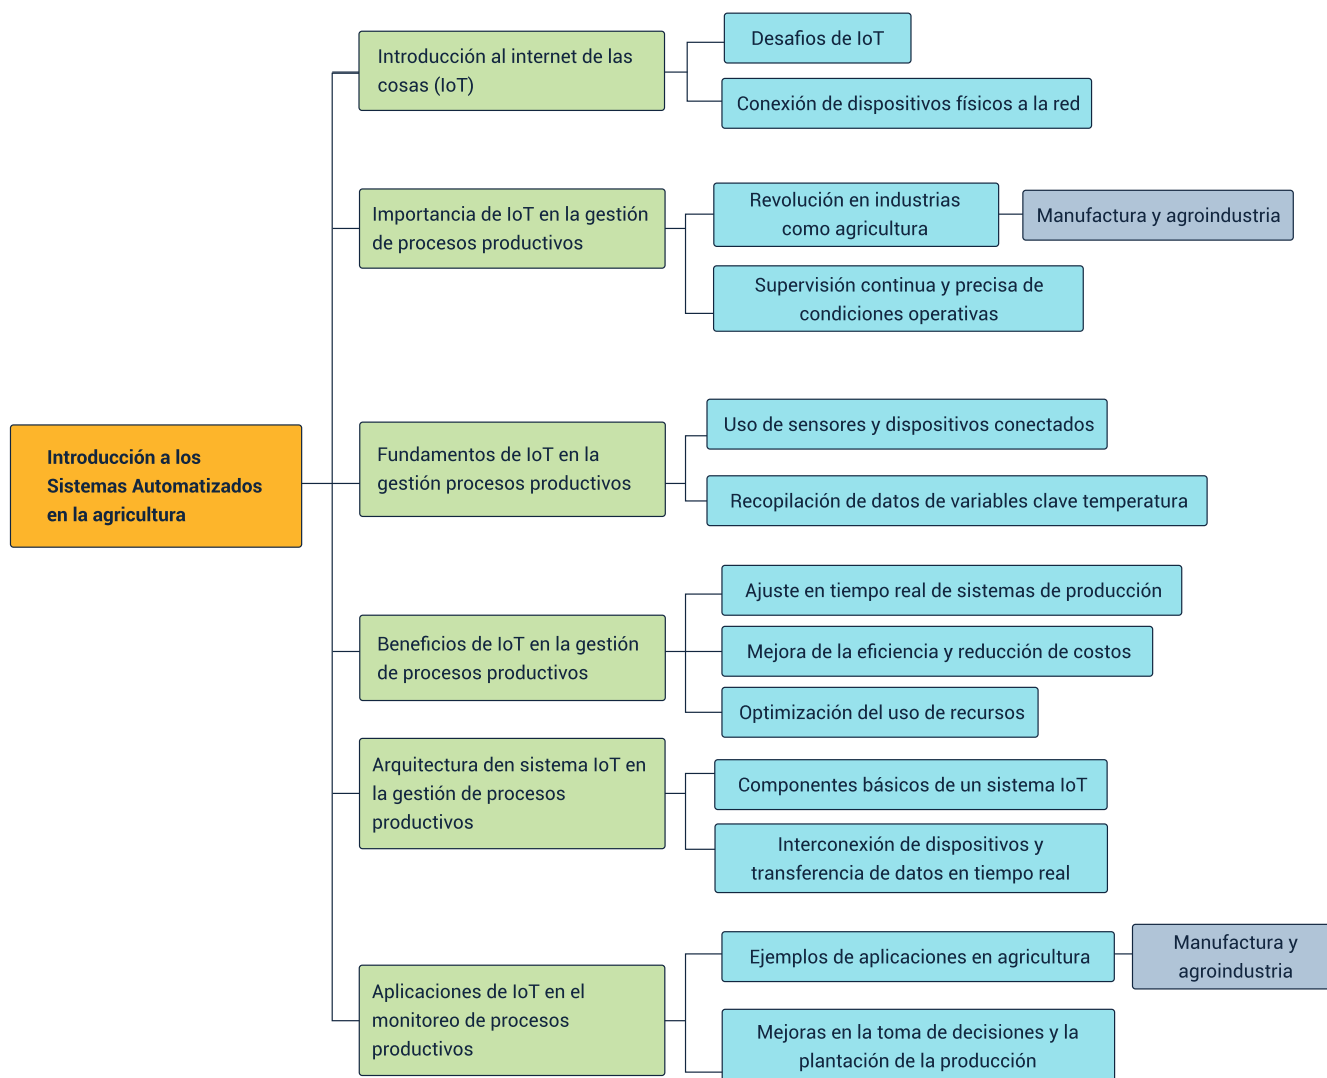 Introducción a los
Sistemas Automatizados
en la agricultura
Introducción al internet de las
cosas (IoT)
Desafios de IoT
Conexión de dispositivos físicos a la red
Importancia de IoT en la gestión
de procesos productivos
Revolución en industrias
como agricultura
Manufactura y agroindustria
Supervisión continua y precisa de
condiciones operativas
Fundamentos de IoT en la
gestión procesos productivos
Uso de sensores y dispositivos conectados
Recopilación de datos de variables clave temperatura
Beneficios de IoT en la gestión
de procesos productivos
Ajuste en tiempo real de sistemas de producción
Mejora de la eficiencia y reducción de costos
Optimización del uso de recursos
Arquitectura den sistema IoT en
la gestión de procesos
productivos
Componentes básicos de un sistema IoT
Interconexión de dispositivos y
transferencia de datos en tiempo real
Aplicaciones de IoT en el
monitoreo de procesos
productivos
Ejemplos de aplicaciones en agricultura
Manufactura y
agroindustria
Mejoras en la toma de decisiones y la
plantación de la producción